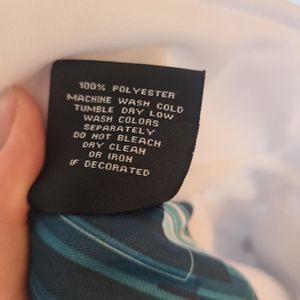 100% POLYESTER
MACHINE WASH COLD
TUMBLE DRY LOW
WASH COLORS
SEPARATELY
DO NOT BLEACH
DRY CLEAN
OR IRON
IF DECORATED